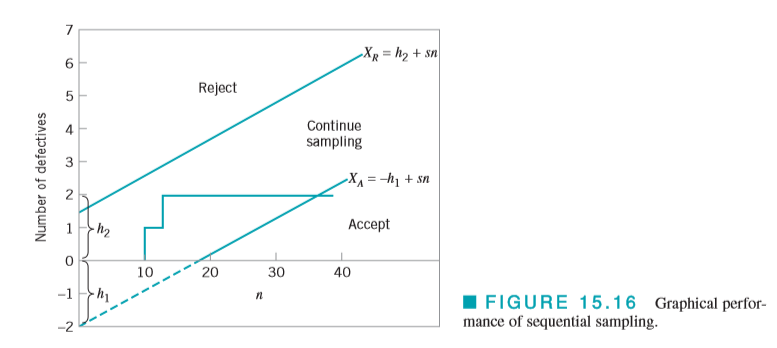 7
6
5
4
3
2
1
0
−1
−2
Number of defectives
Reject
X_R = h_2 + sn
Continue
sampling
X_A = −h_1 + sn
Accept
h_2
h_1
10
20
30
40
n
FIGURE 15.16 Graphical perfor-
mance of sequential sampling.